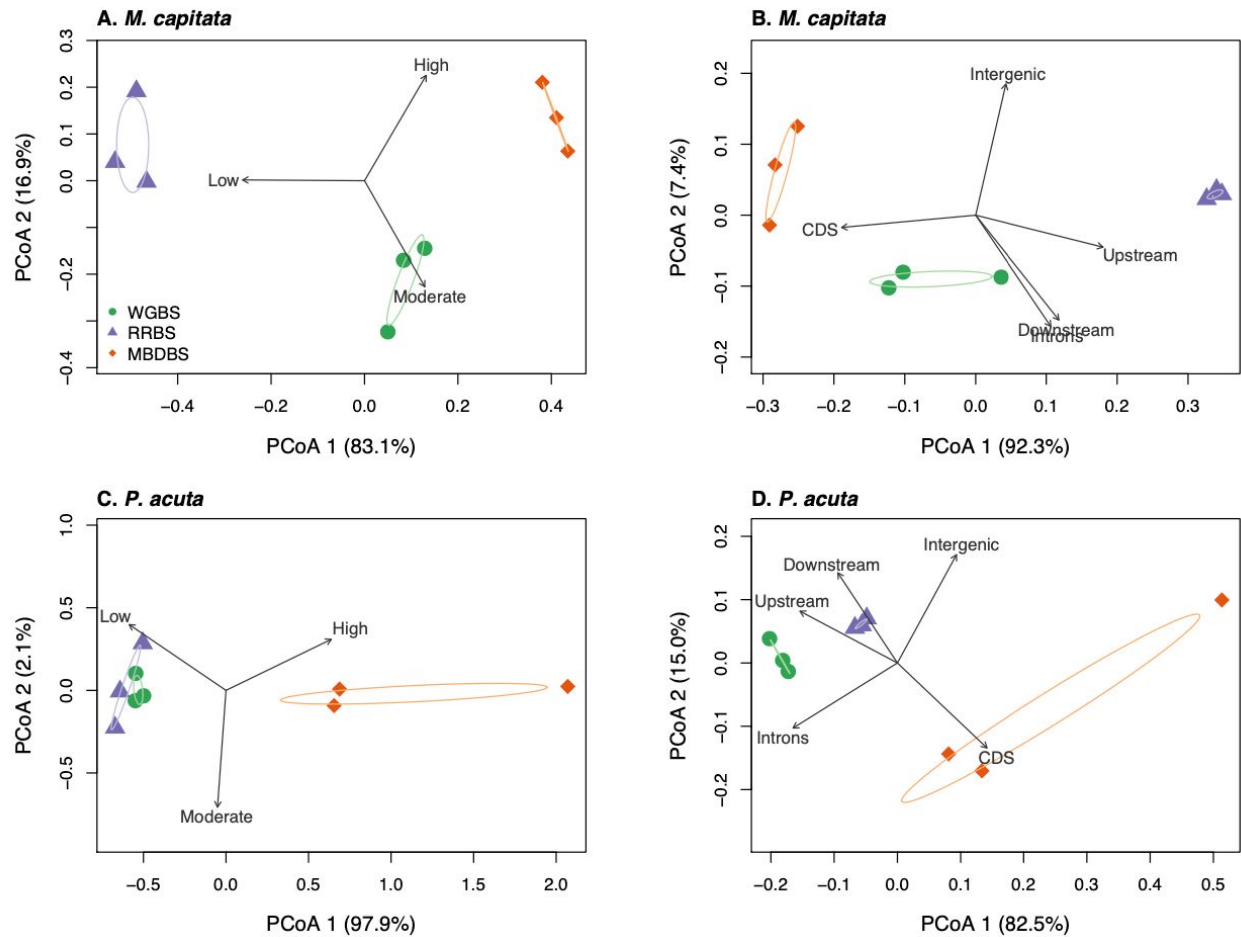 A. M. capitata
PCoA 2 (16.9%)
0.3
0.2
0.1
0.0
−0.2
−0.4
High
Low
Moderate
WGBS
RRBS
MBDBS
−0.4 −0.2 0.0 0.2 0.4
PCoA 1 (83.1%)
B. M. capitata
PCoA 2 (7.4%)
0.2
0.1
0.0
−0.1
−0.2
Intergenic
CDS
Upstream
Downstream
Introns
−0.3 −0.2 −0.1 0.0 0.1 0.2 0.3
PCoA 1 (92.3%)
C. P. acuta
PCoA 2 (2.1%)
1.0
0.5
0.0
−0.5
Low
High
Moderate
−0.5 0.0 0.5 1.0 1.5 2.0
PCoA 1 (97.9%)
D. P. acuta
PCoA 2 (15.0%)
0.2
0.1
0.0
−0.1
−0.2
Intergenic
Downstream
Upstream
Introns
CDS
−0.2 −0.1 0.0 0.1 0.2 0.3 0.4 0.5
PCoA 1 (82.5%)